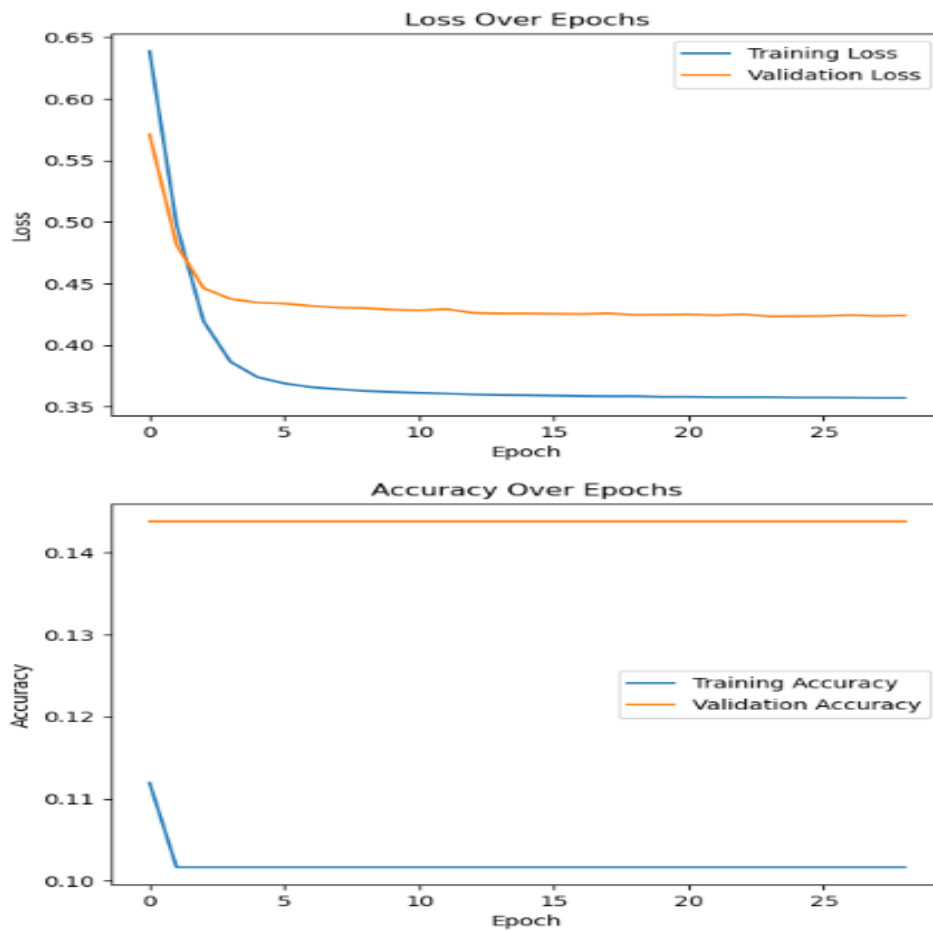 Loss Over Epochs
0.65
0.60
0.55
0.50
0.45
0.40
0.35
Loss
Training Loss
Validation Loss
0 5 10 15 20 25
Epoch
Accuracy Over Epochs
0.14
0.13
0.12
0.11
0.10
Accuracy
Training Accuracy
Validation Accuracy
0 5 10 15 20 25
Epoch